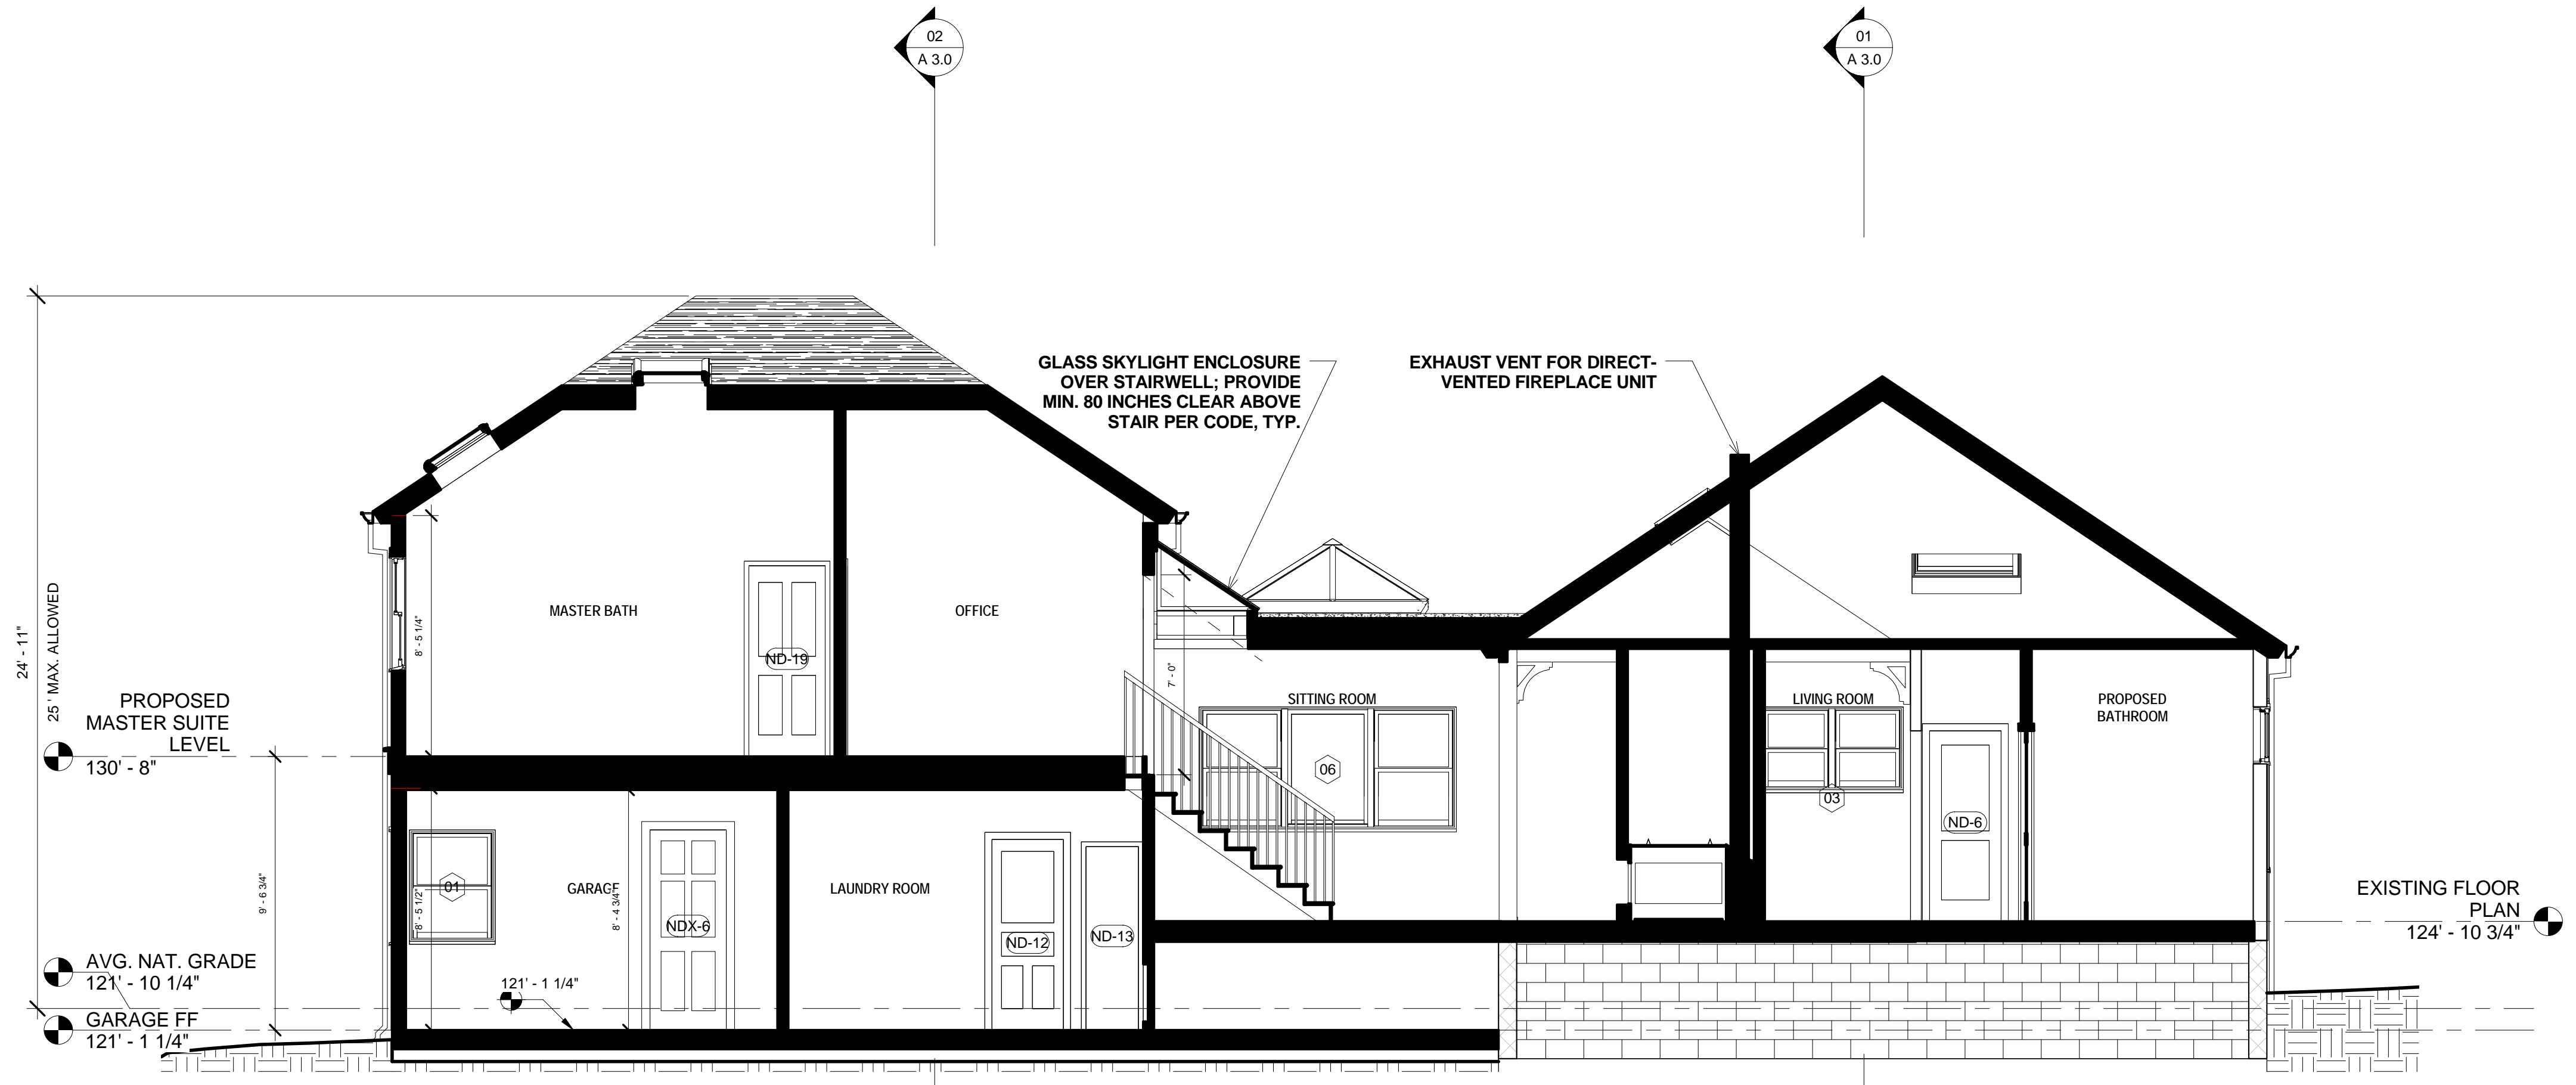 02
A 3.0
01
A 3.0
GLASS SKYLIGHT ENCLOSURE
OVER STAIRWELL; PROVIDE
MIN. 80 INCHES CLEAR ABOVE
STAIR PER CODE, TYP.
EXHAUST VENT FOR DIRECT-
VENTED FIREPLACE UNIT
24' - 11"
25 ' MAX. ALLOWED
PROPOSED
MASTER SUITE
LEVEL
130' - 8"
8' - 5 1/4"
MASTER BATH
ND-19
OFFICE
7' - 0"
SITTING ROOM
06
LIVING ROOM
03
ND-6
PROPOSED
BATHROOM
9' - 6 3/4"
01
8' - 5 1/2"
GARAGE
8' - 4 3/4"
NDX-6
LAUNDRY ROOM
ND-12
ND-13
EXISTING FLOOR
PLAN
124' - 10 3/4"
AVG. NAT. GRADE
121' - 10 1/4"
121' - 1 1/4"
GARAGE FF
121' - 1 1/4"